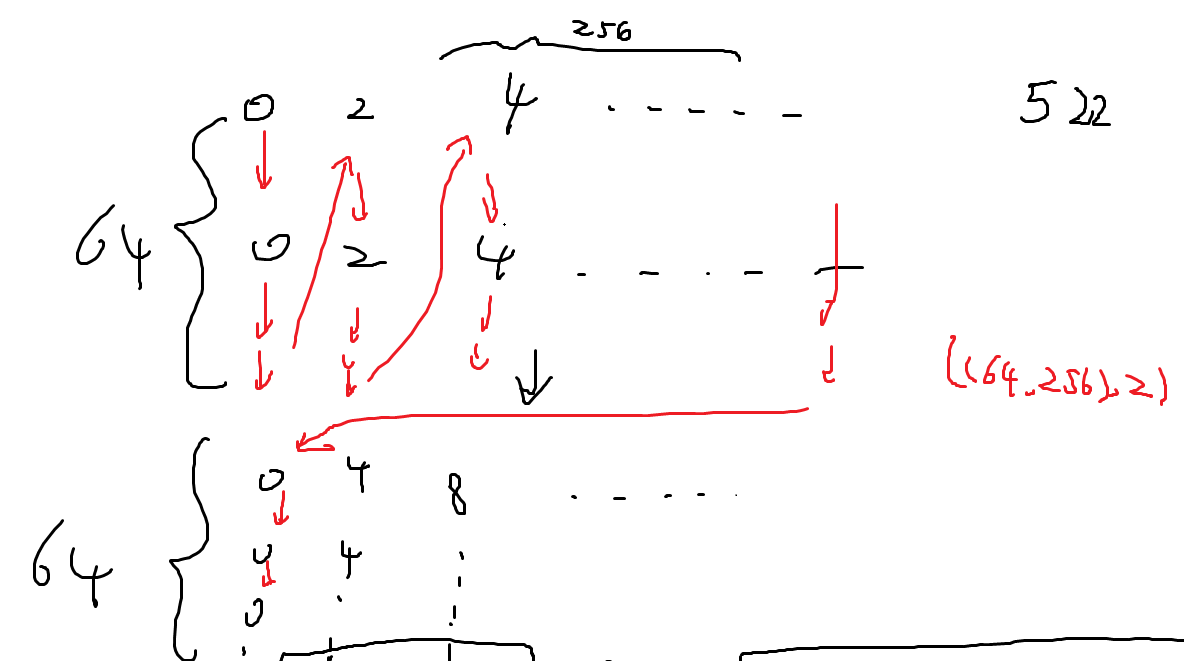 256
0 2 4 . - - - - 522
64
0 2 4 . - . -
((64,256),2)
0 4 8 . - . - .
64
0 4
0